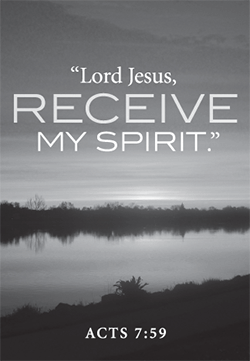 “Lord Jesus,
RECEIVE
MY SPIRIT.”
ACTS 7:59